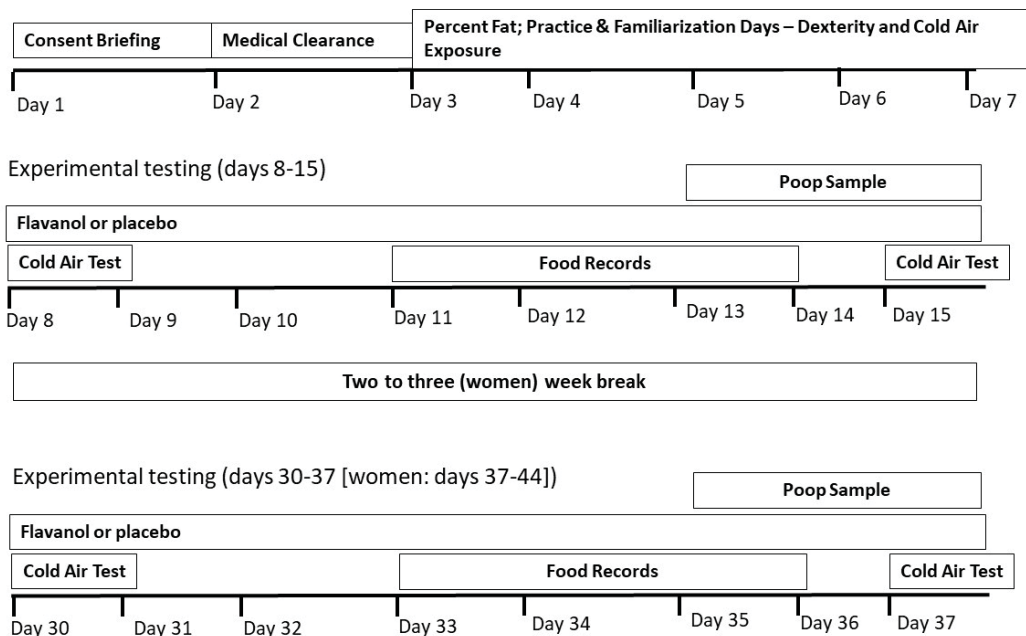 Consent Briefing
Medical Clearance
Percent Fat; Practice & Familiarization Days – Dexterity and Cold Air
Exposure
Day 1
Day 2
Day 3
Day 4
Day 5
Day 6
Day 7
Experimental testing (days 8-15)
Poop Sample
Flavanol or placebo
Cold Air Test
Food Records
Cold Air Test
Day 8
Day 9
Day 10
Day 11
Day 12
Day 13
Day 14
Day 15
Two to three (women) week break
Experimental testing (days 30-37 [women: days 37-44])
Poop Sample
Flavanol or placebo
Cold Air Test
Food Records
Cold Air Test
Day 30
Day 31
Day 32
Day 33
Day 34
Day 35
Day 36
Day 37